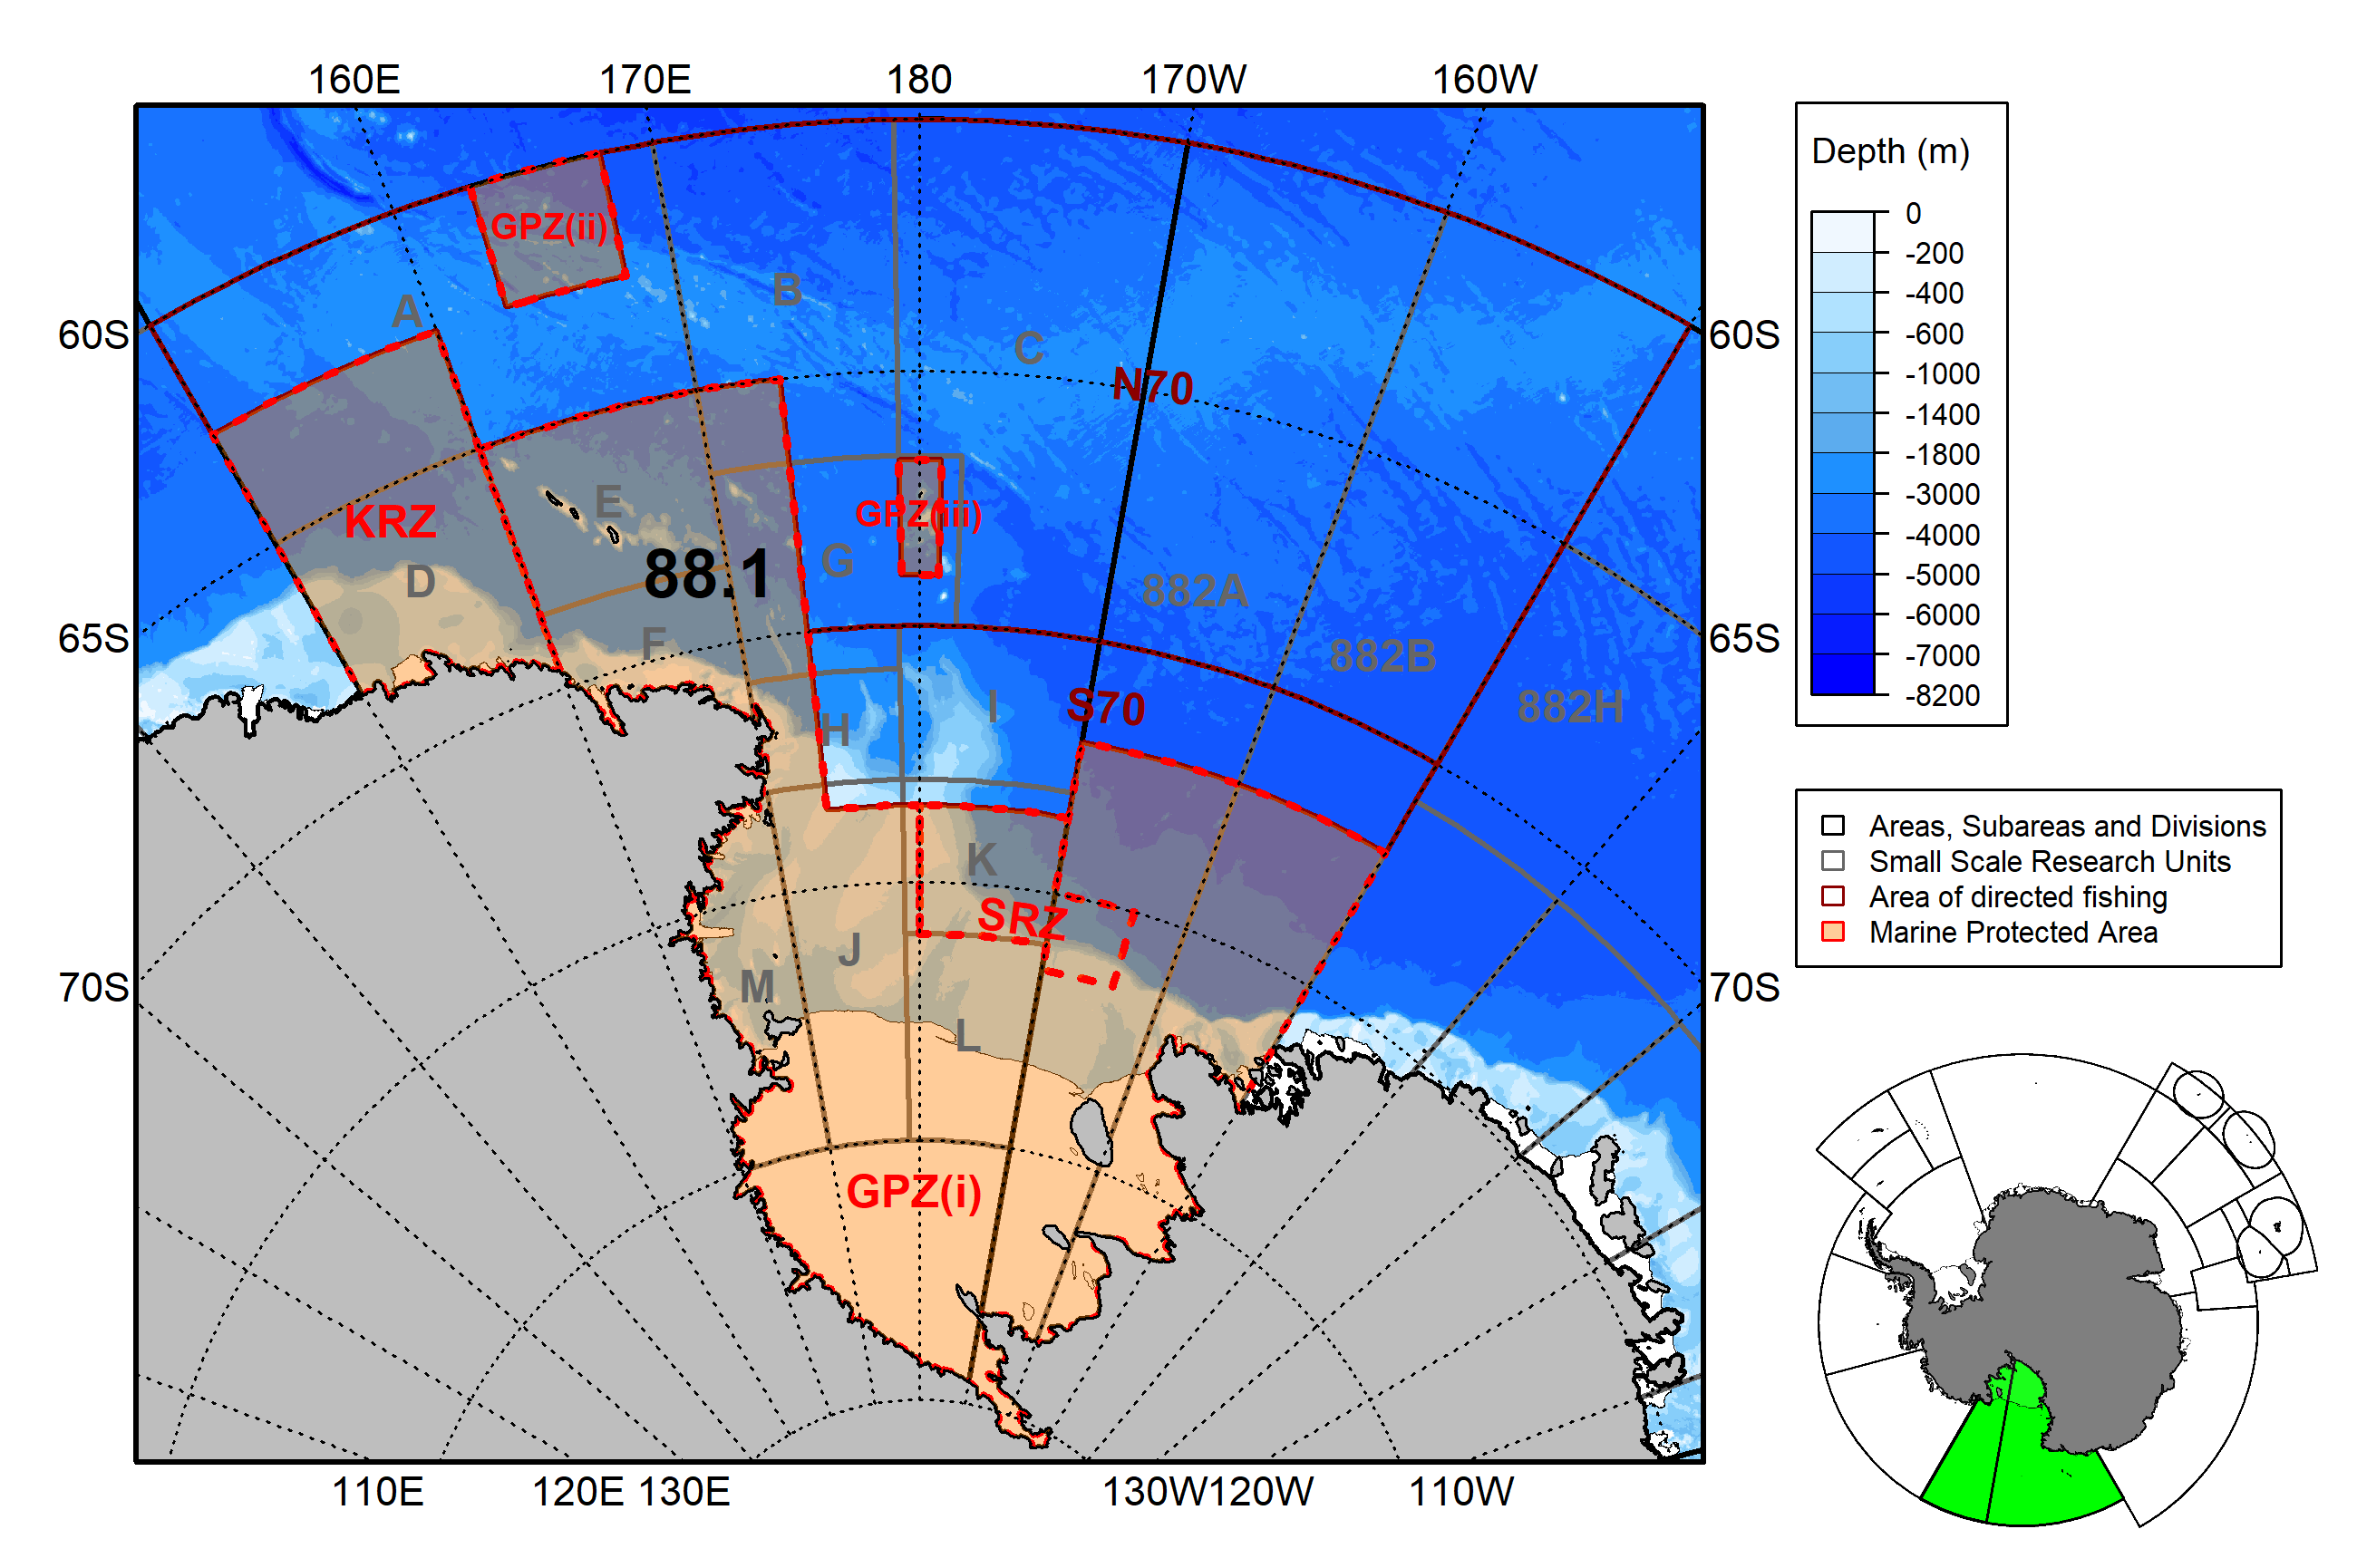 160E 170E 180 170W 160W
Depth (m)
0
-200
-400
-600
-1000
-1400
-1800
-3000
-4000
-5000
-6000
-7000
-8200
GPZ(ii)
B
A
C
60S
60S
N70
E
KRZ
GPZ(iii)
G
88.1
D
882A
F
65S
65S
882B
H
I
S70
882H
K
SRZ
J
M
L
70S
70S
GPZ(i)
Areas, Subareas and Divisions
Small Scale Research Units
Area of directed fishing
Marine Protected Area
110E 120E 130E 130W 120W 110W